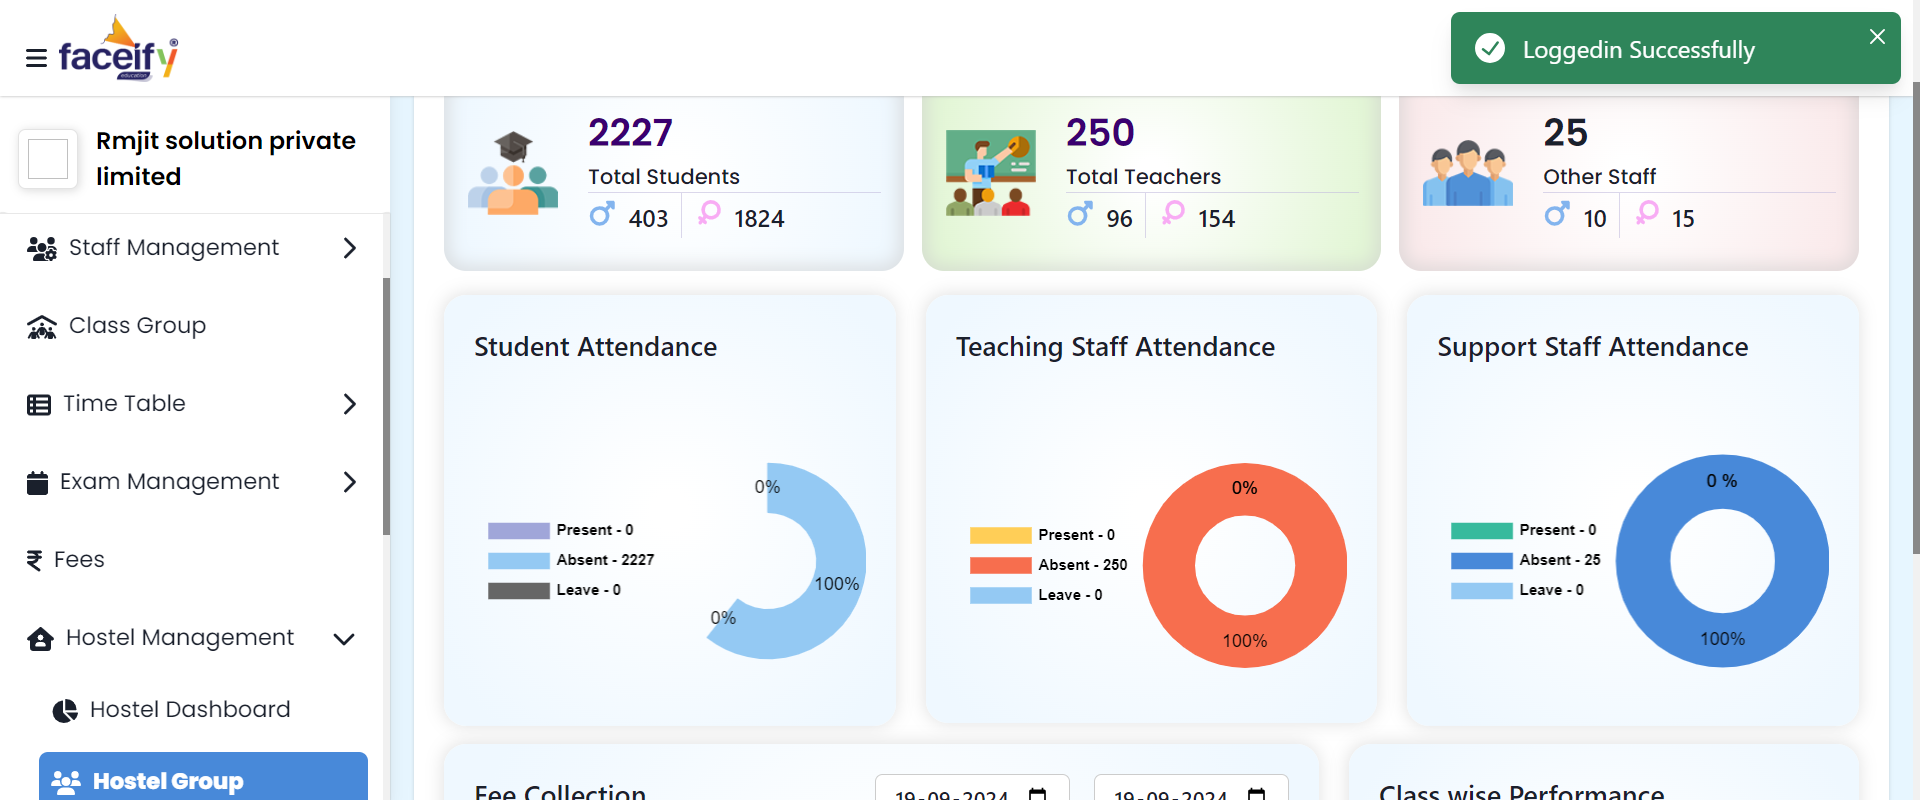 faceify
education
Loggedin Successfully
Rmjit solution private
limited
Staff Management
Class Group
Time Table
Exam Management
Fees
Hostel Management
Hostel Dashboard
Hostel Group
2227
Total Students
403
1824
250
Total Teachers
96
154
25
Other Staff
10
15
Student Attendance
Present - 0
Absent - 2227
Leave - 0
0%
100%
0%
Teaching Staff Attendance
Present - 0
Absent - 250
Leave - 0
0%
100%
Support Staff Attendance
Present - 0
Absent - 25
Leave - 0
0 %
100%
Fee Collection
19-09-2024
19-09-2024
Class wise Performance